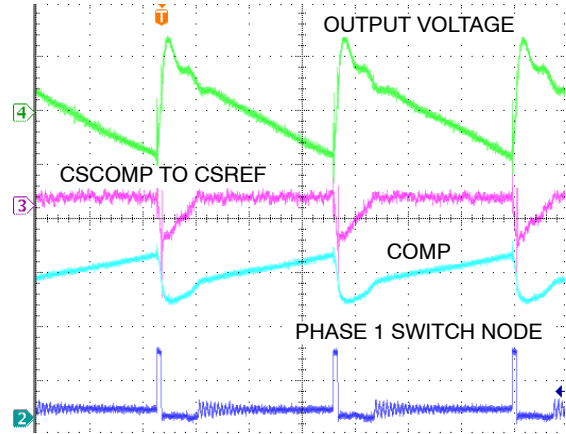 T
OUTPUT VOLTAGE
4
CSCOMP TO CSREF
3
COMP
PHASE 1 SWITCH NODE
2